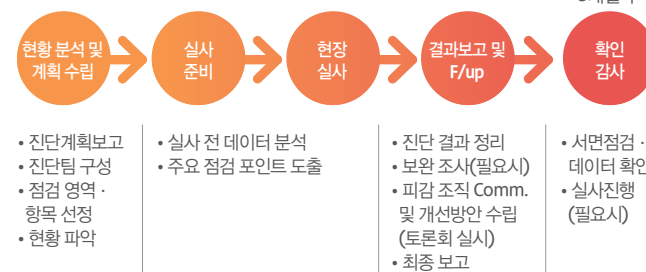 현황 분석 및
계획 수립
실사
준비
현장
실사
결과보고 및
F/up
확인
감사
• 진단계획보고
• 진단팀 구성
• 점검 영역 ·
항목 선정
• 현황 파악
• 실사 전 데이터 분석
• 주요 점검 포인트 도출
• 진단 결과 정리
• 보완 조사(필요시)
• 피감 조직 Comm.
및 개선방안 수립
(토론회 실시)
• 최종 보고
• 서면점검 ·
데이터 확인
• 실사진행
(필요시)